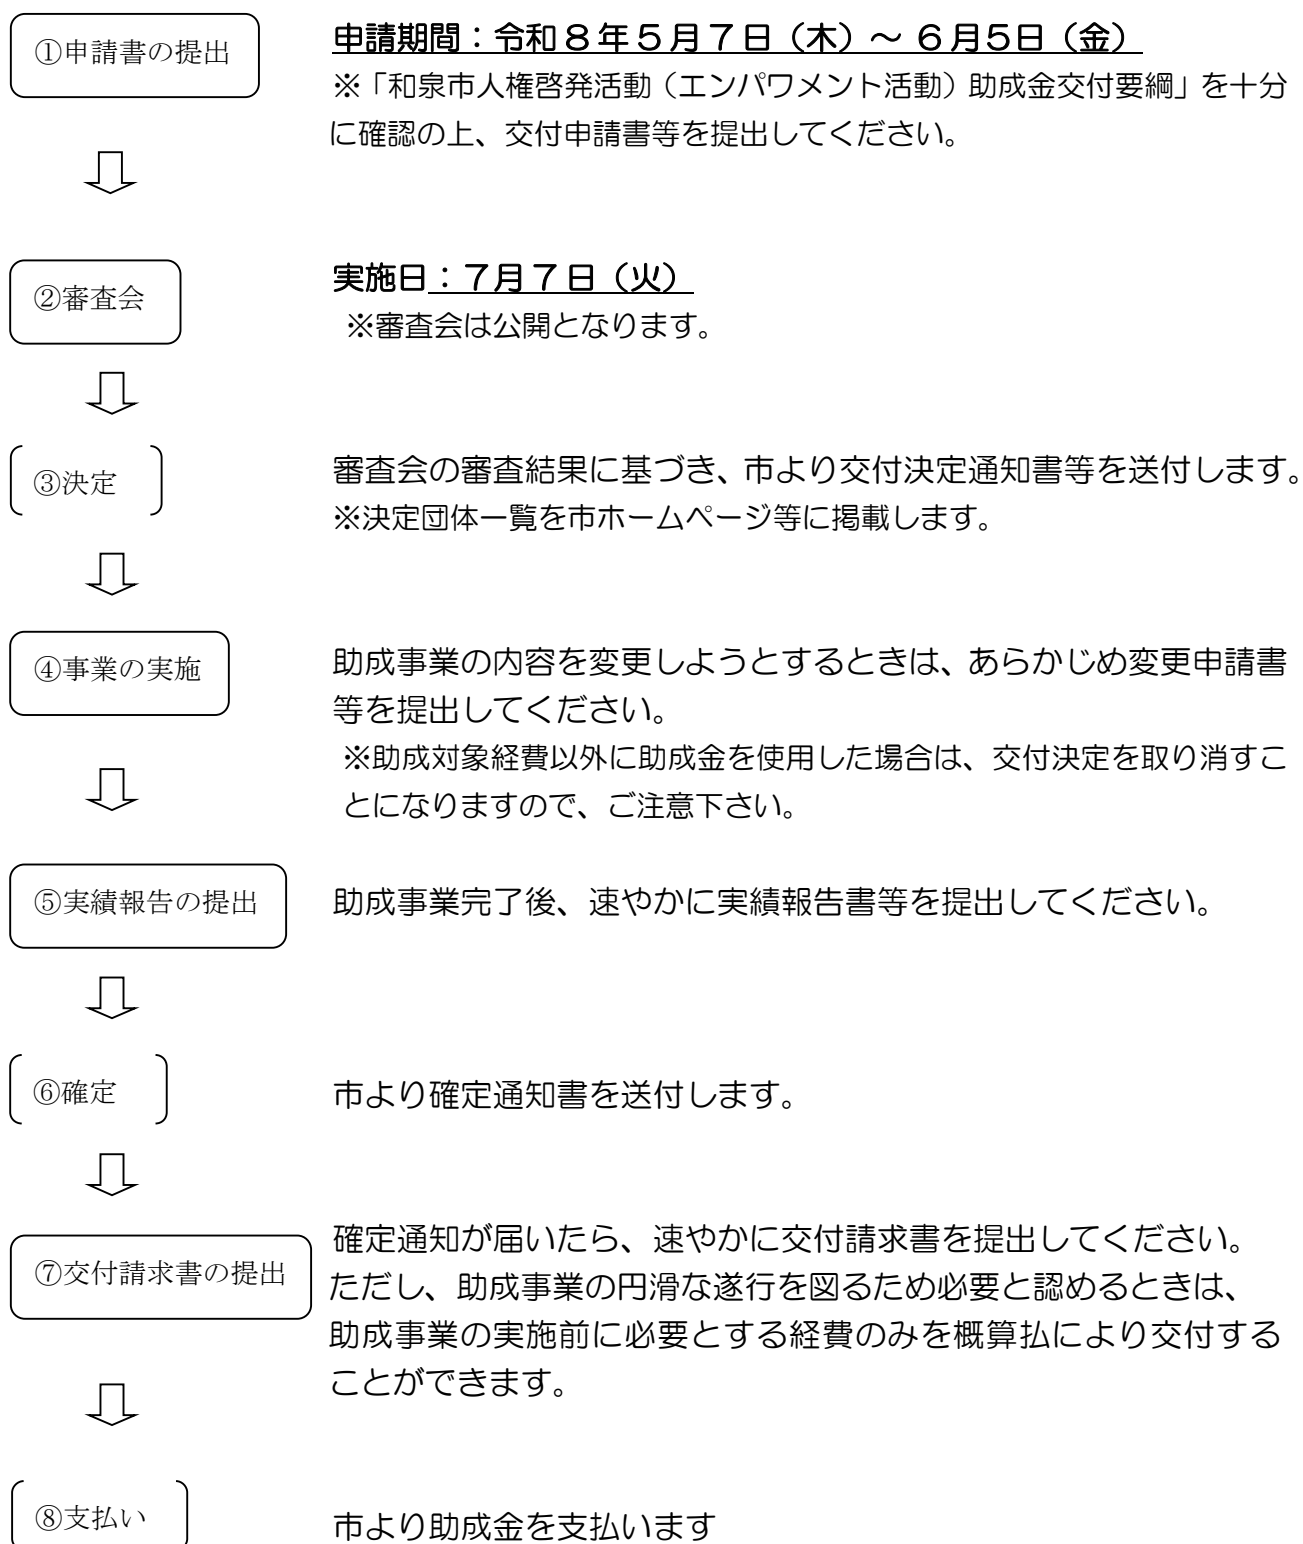 ①申請書の提出
申請期間：令和８年５月７日（木）～６月5日（金）
※「和泉市人権啓発活動（エンパワメント活動）助成金交付要綱」を十分
に確認の上、交付申請書等を提出してください。
②審査会
実施日：７月７日（火）
※審査会は公開となります。
③決定
審査会の審査結果に基づき、市より交付決定通知書等を送付します。
※決定団体一覧を市ホームページ等に掲載します。
④事業の実施
助成事業の内容を変更しようとするときは、あらかじめ変更申請書
等を提出してください。
※助成対象経費以外に助成金を使用した場合は、交付決定を取り消すこ
とになりますので、ご注意下さい。
⑤実績報告の提出
助成事業完了後、速やかに実績報告書等を提出してください。
⑥確定
市より確定通知書を送付します。
⑦交付請求書の提出
確定通知が届いたら、速やかに交付請求書を提出してください。
ただし、助成事業の円滑な遂行を図るため必要と認めるときは、
助成事業の実施前に必要とする経費のみを概算払により交付する
ことができます。
⑧支払い
市より助成金を支払います